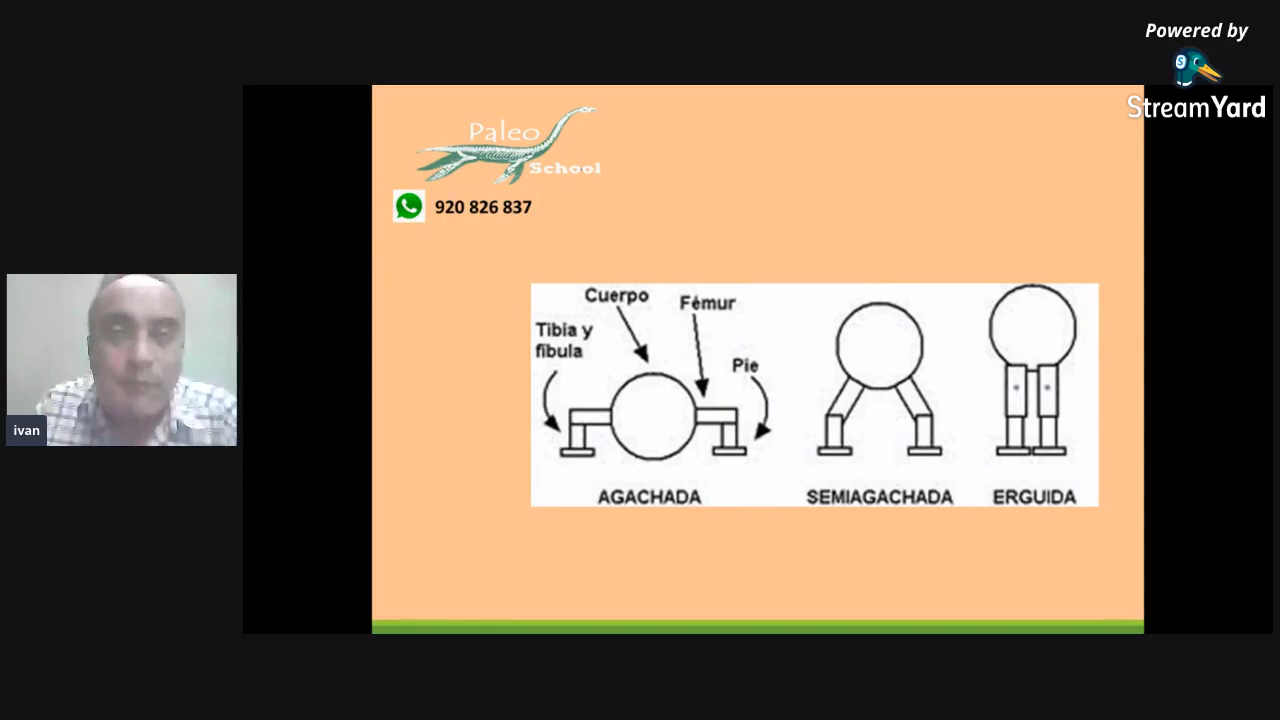 Powered by
StreamYard
Paleo
School
920 826 837
Cuerpo
Fémur
Tibia y
fíbula
Pie
AGACHADA
SEMIAGACHADA
ERGUIDA
ivan